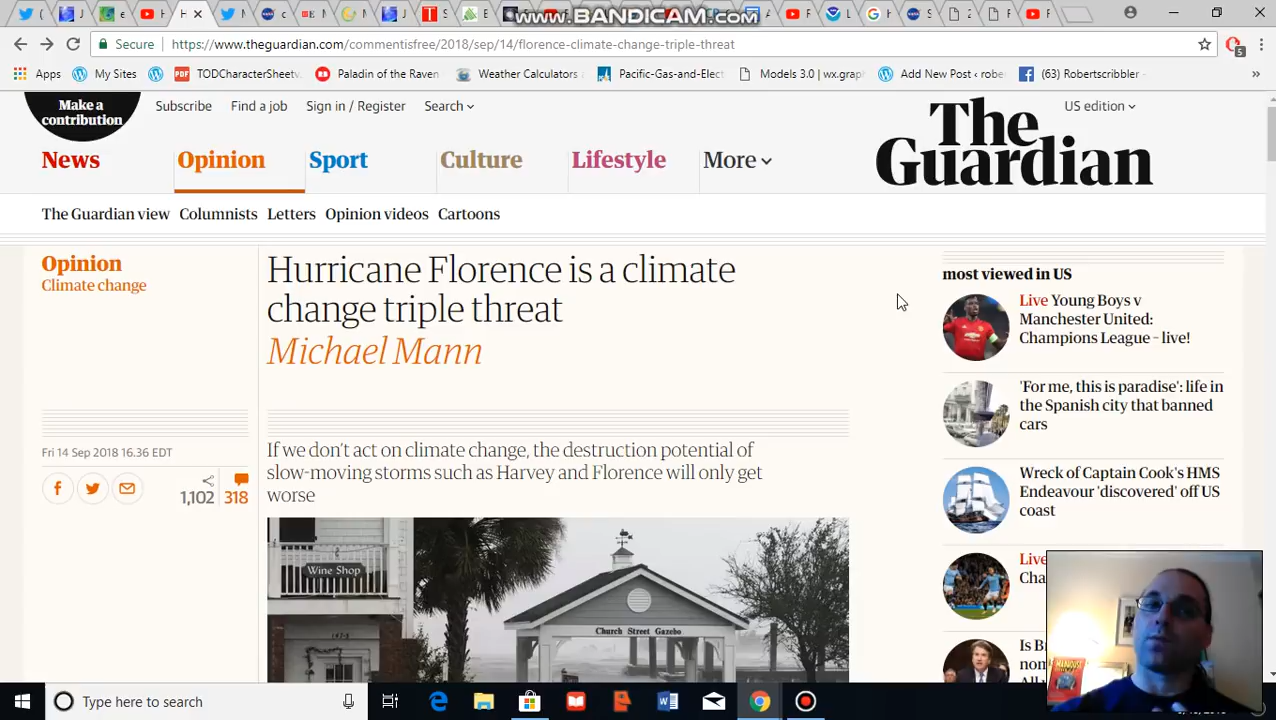 www.BANDICAM.com
Secure https://www.theguardian.com/commentisfree/2018/sep/14/florence-climate-change-triple-threat
5
Apps My Sites TODCharacterSheetv. Paladin of the Raven Weather Calculators Pacific-Gas-and-Elec Models 3.0 | wx.grap Add New Post ‹ robe (63) Robertscribbler -
Make a
contribution
Subscribe Find a job Sign in / Register Search
US edition
The
Guardian
News Opinion Sport Culture Lifestyle More
The Guardian view Columnists Letters Opinion videos Cartoons
Opinion
Climate change
Hurricane Florence is a climate
change triple threat
Michael Mann
Fri 14 Sep 2018 16.36 EDT
1,102 318
If we don't act on climate change, the destruction potential of
slow-moving storms such as Harvey and Florence will only get
worse
Wine Shop
Church Street Gazebo
most viewed in US
Live Young Boys v
Manchester United:
Champions League – live!
'For me, this is paradise': life in
the Spanish city that banned
cars
Wreck of Captain Cook's HMS
Endeavour 'discovered' off US
coast
Live
Cha
Is B
nom
Type here to search